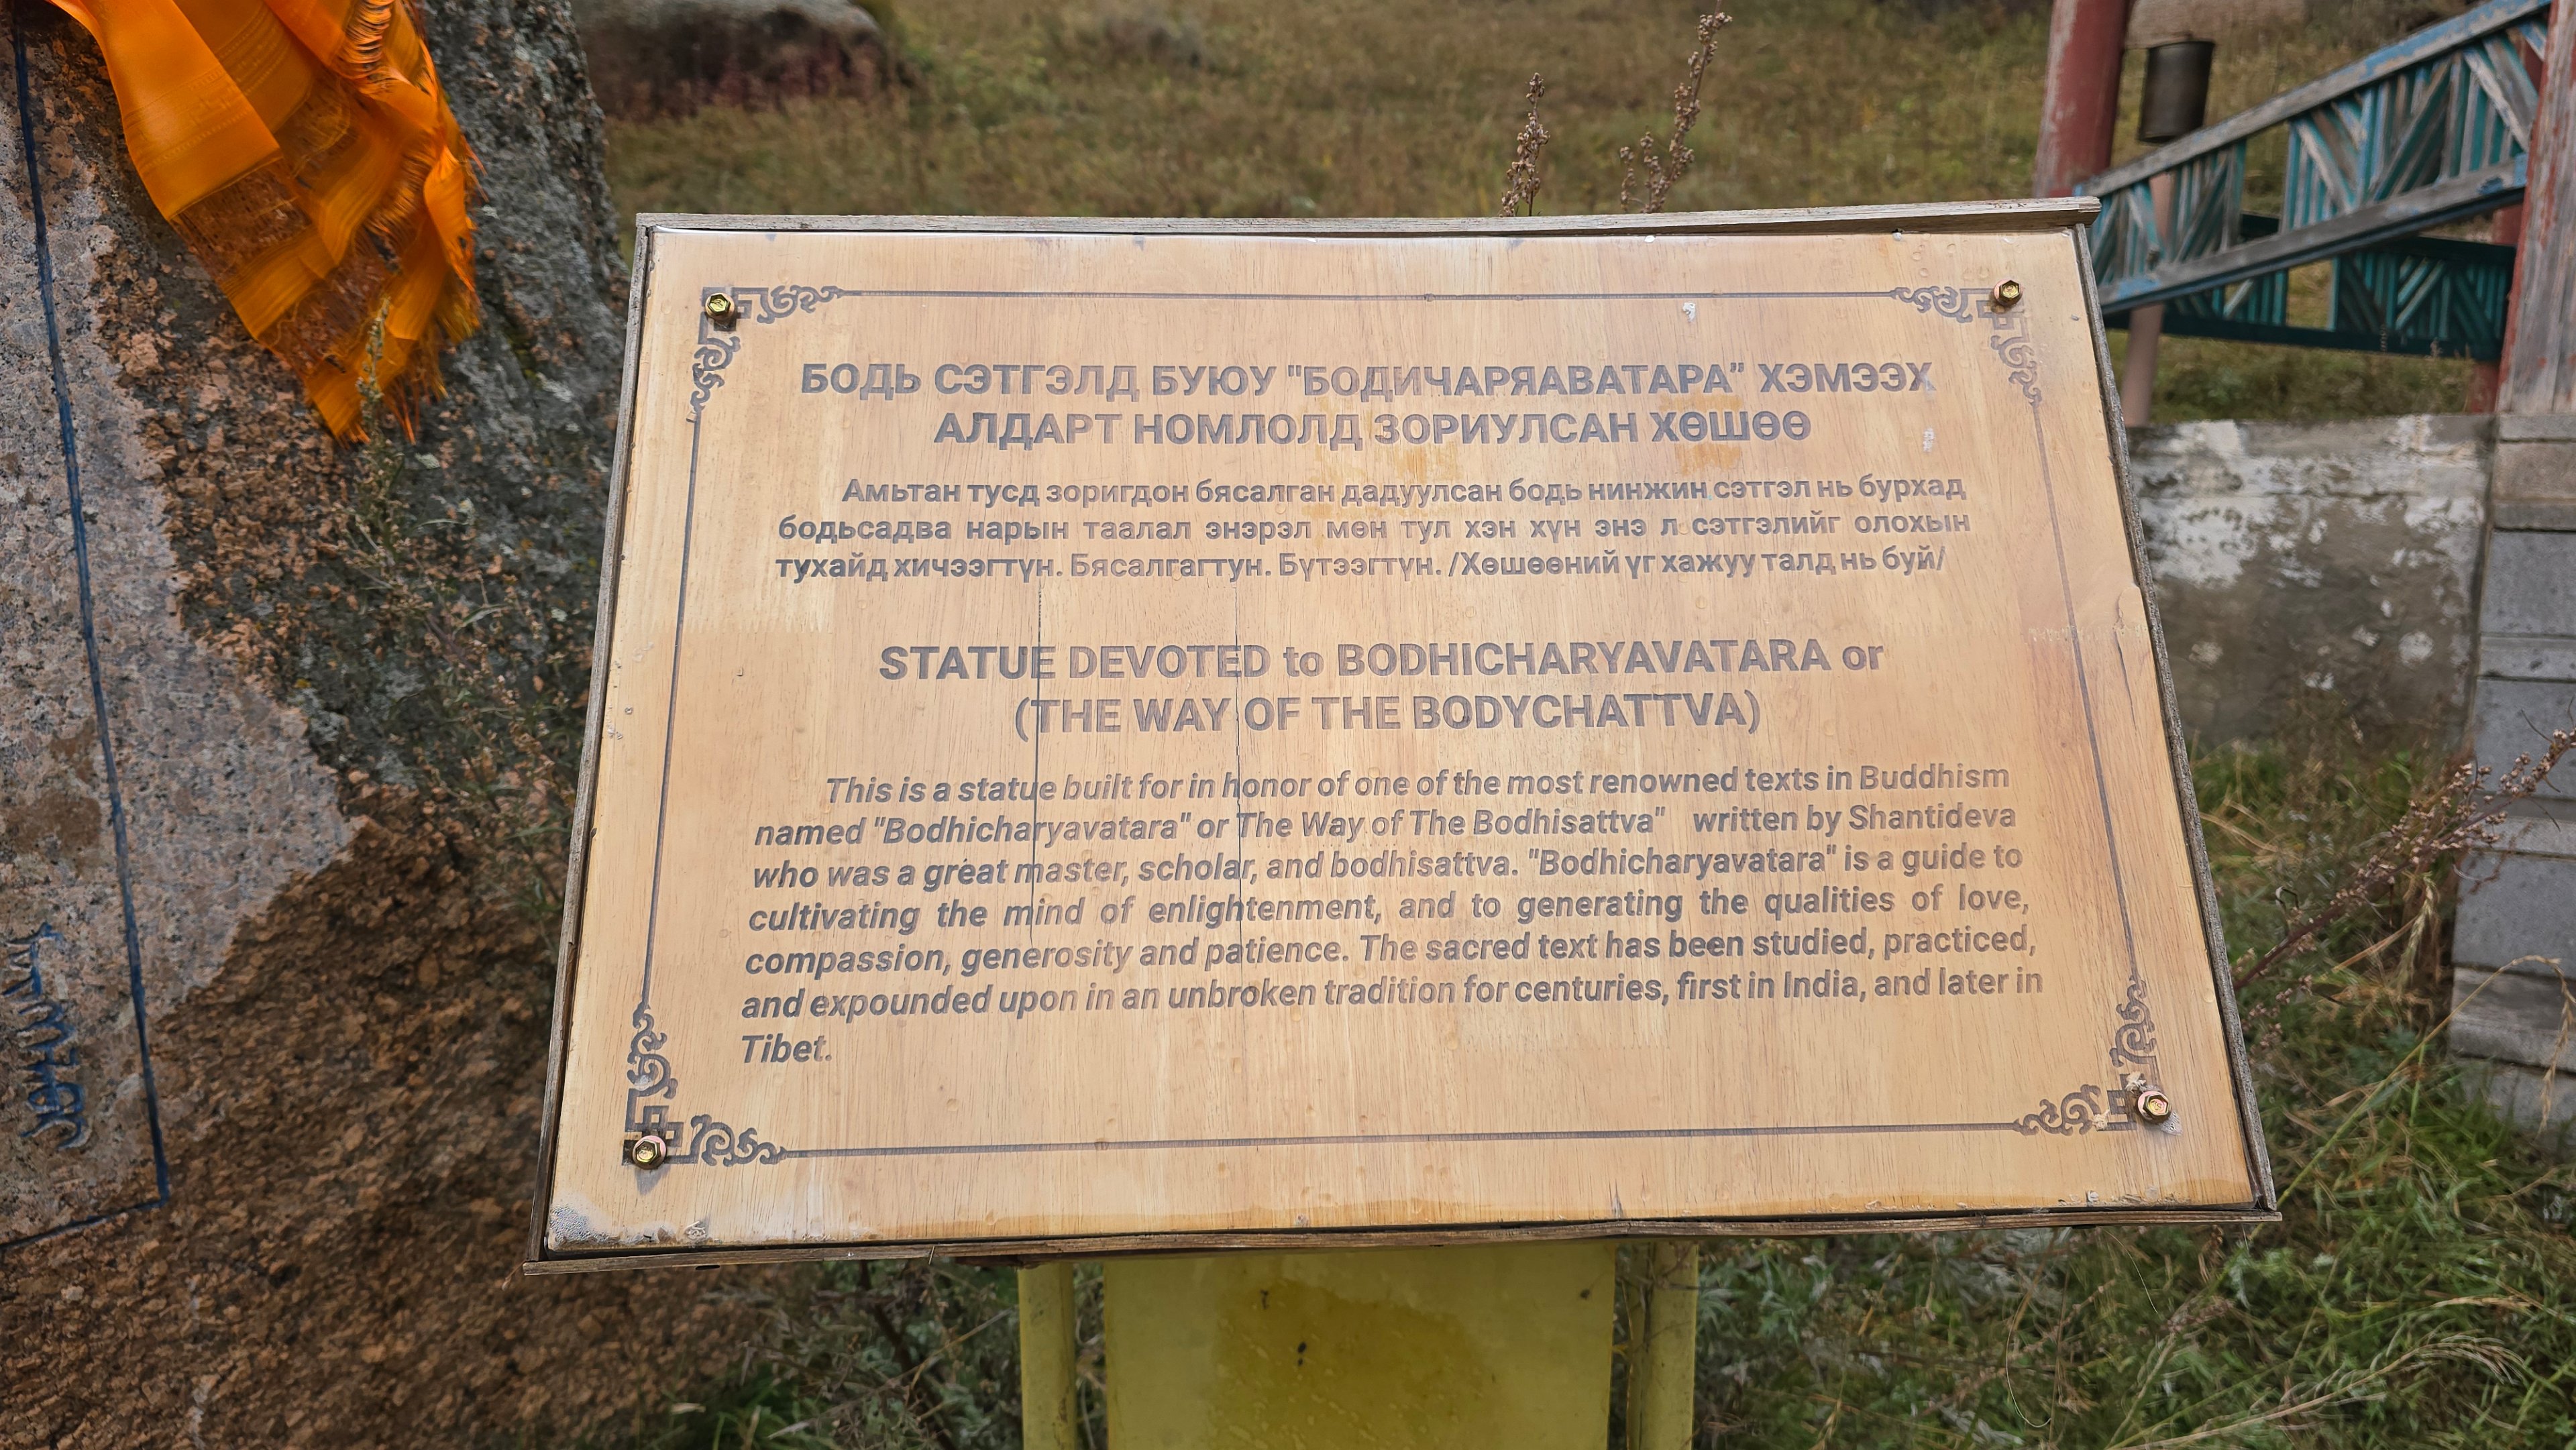 БОДЬ СЭТГЭЛД БУЮУ "БОДИЧАРЯАВАТАРА" ХЭМЭЭХ
АЛДАРТ НОМЛОЛД ЗОРИУЛСАН ХӨШӨӨ
Амьтан тусд зоригдон бясалган дадуулсан бодь нинжин сэтгэл нь бурхад
бодьсадва нарын таалал энэрэл мөн тул хэн хүн энэ л сэтгэлийг олохын
тухайд хичээгтүн. Бясалгагтун. Бүтээгтүн. /Хөшөөний үг хажуу талд нь буй/
STATUE DEVOTED to BODHICHARYAVATARA or
(THE WAY OF THE BODYCHATTVA)
This is a statue built for in honor of one of the most renowned texts in Buddhism
named "Bodhicharyavatara" or The Way of The Bodhisattva" written by Shantideva
who was a great master, scholar, and bodhisattva. "Bodhicharyavatara" is a guide to
cultivating the mind of enlightenment, and to generating the qualities of love,
compassion, generosity and patience. The sacred text has been studied, practiced,
and expounded upon in an unbroken tradition for centuries, first in India, and later in
Tibet.